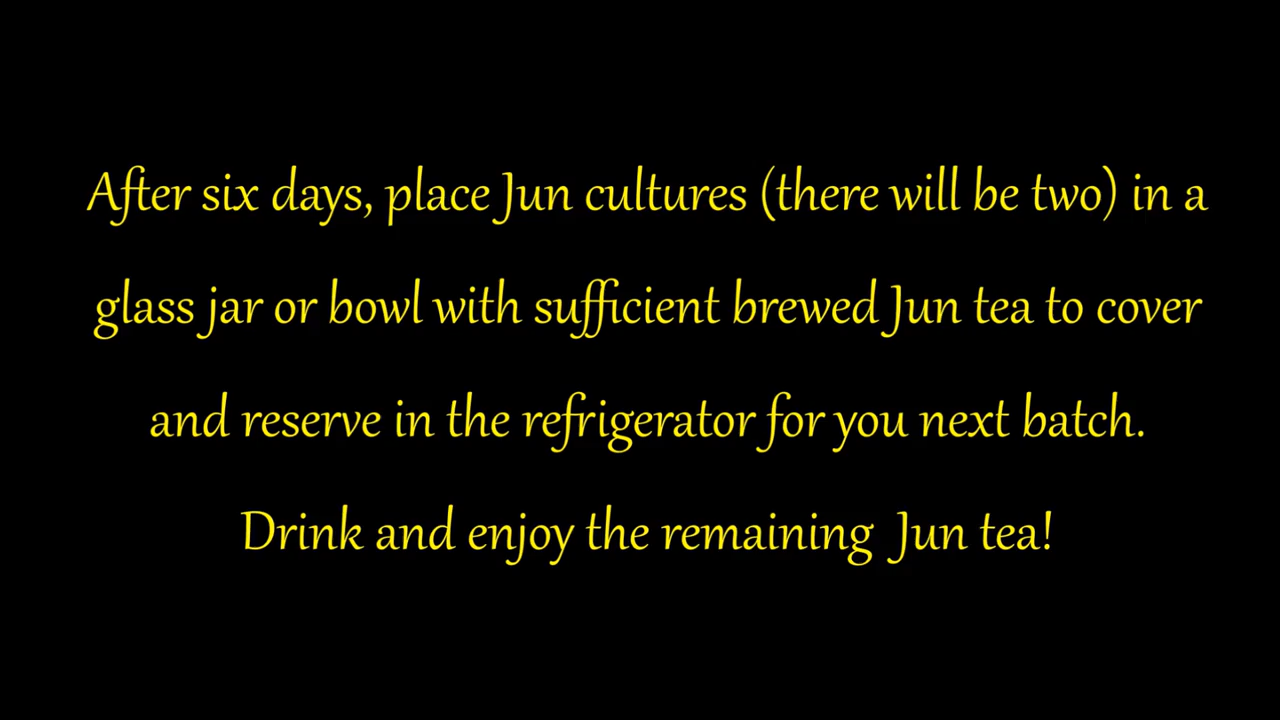 After six days, place Jun cultures (there will be two) in a
glass jar or bowl with sufficient brewed Jun tea to cover
and reserve in the refrigerator for you next batch.
Drink and enjoy the remaining Jun tea!